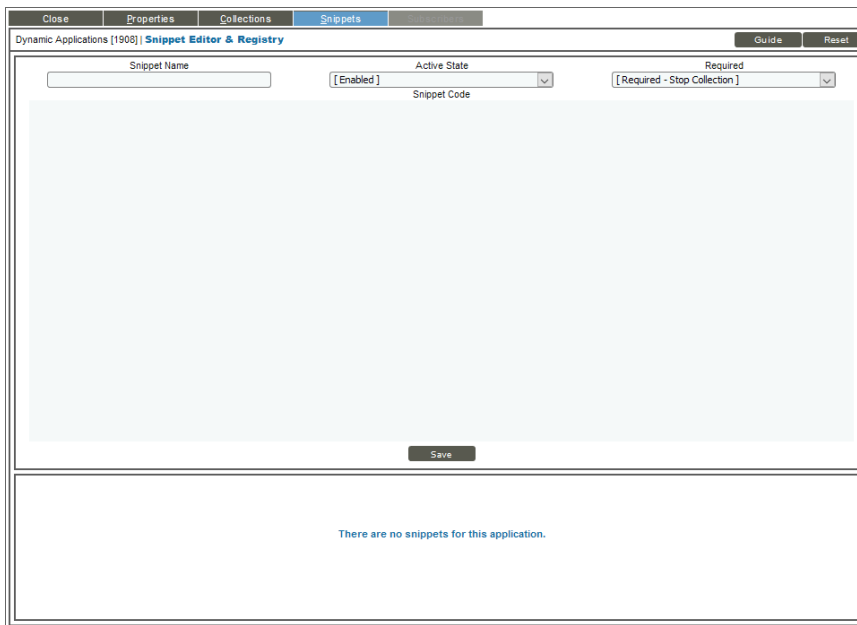 Close Properties Collections Snippets Subscribers
Dynamic Applications [1908] | Snippet Editor & Registry Guide Reset
Snippet Name Active State Required
[ Enabled ] [ Required - Stop Collection ]
Snippet Code
Save
There are no snippets for this application.